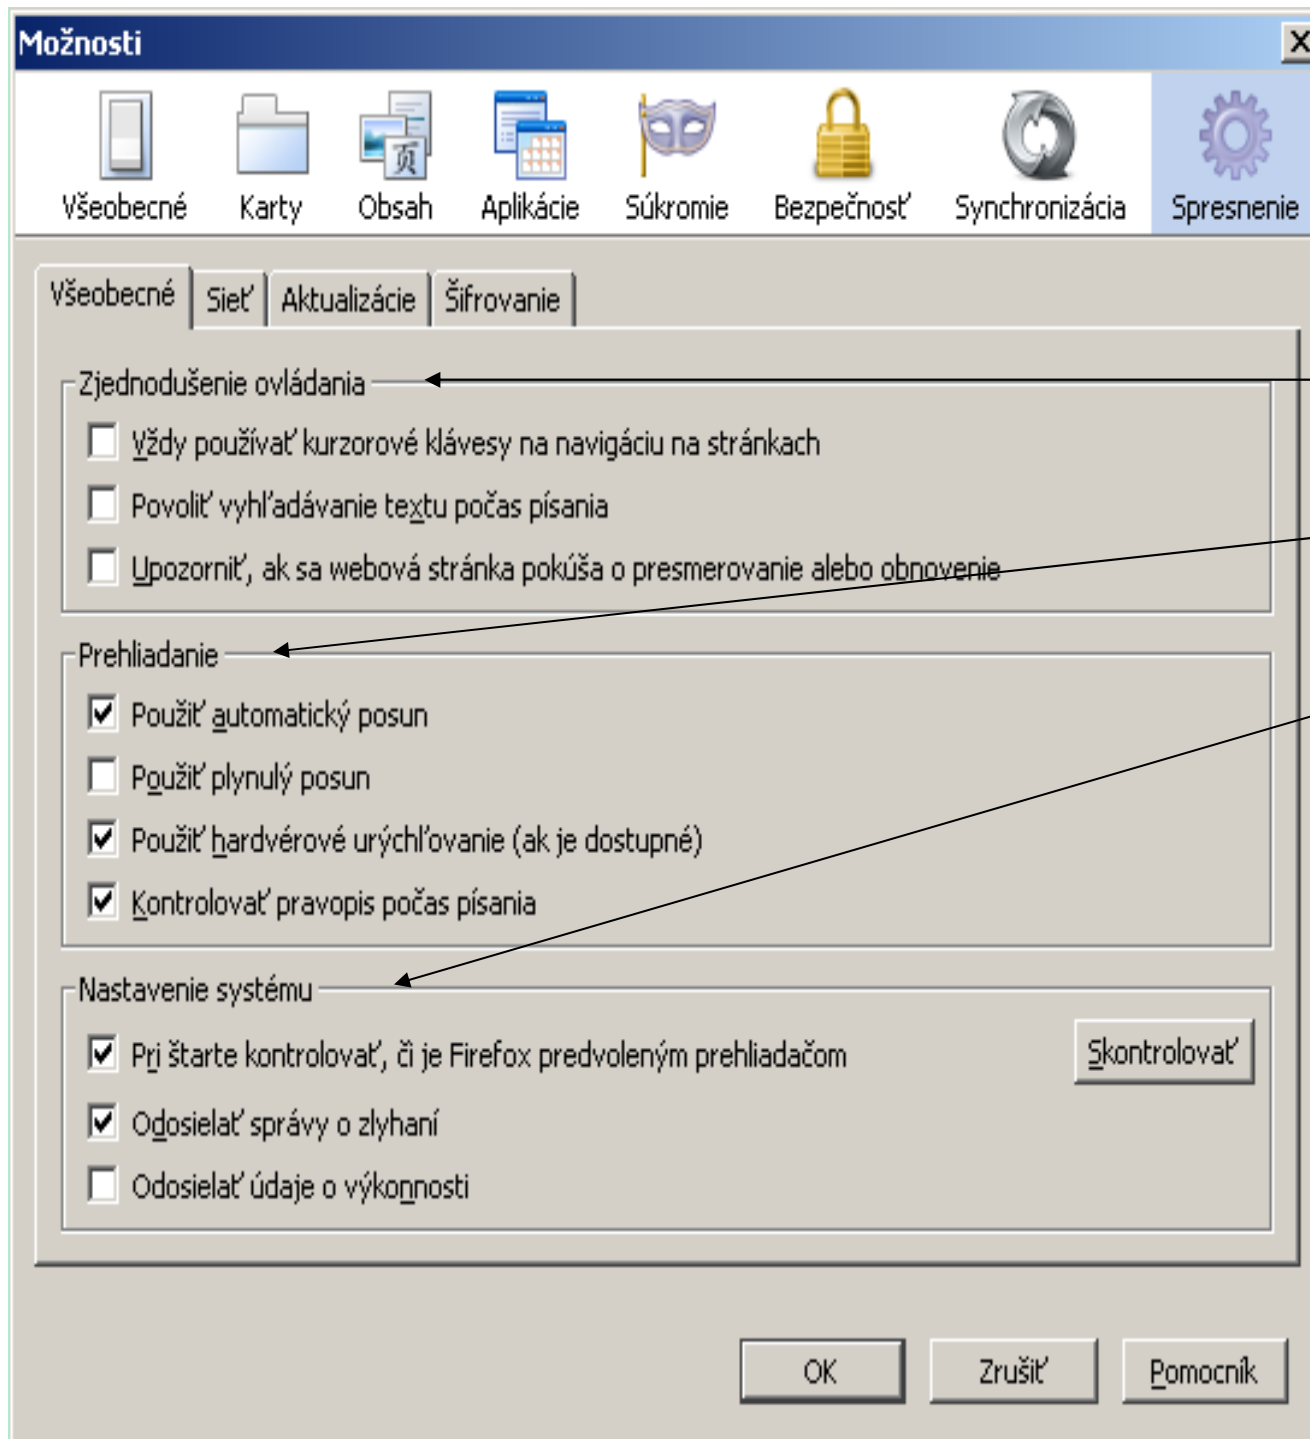 Možnosti
Všeobecné Karty Obsah Aplikácie Súkromie Bezpečnosť Synchronizácia Spresnenie
Všeobecné Sieť Aktualizácie Šifrovanie
Zjednodušenie ovládania
Vždy používať kurzorové klávesy na navigáciu na stránkach
Povoliť vyhľadávanie textu počas písania
Upozorniť, ak sa webová stránka pokúša o presmerovanie alebo obnovenie
Prehliadanie
Použiť automatický posun
Použiť plynulý posun
Použiť hardvérové urýchľovanie (ak je dostupné)
Kontrolovať pravopis počas písania
Nastavenie systému
Pri štarte kontrolovať, či je Firefox predvoleným prehliadačom Skontrolovať
Odosielať správy o zlyhaní
Odosielať údaje o výkonnosti
OK Zrušiť Pomocník